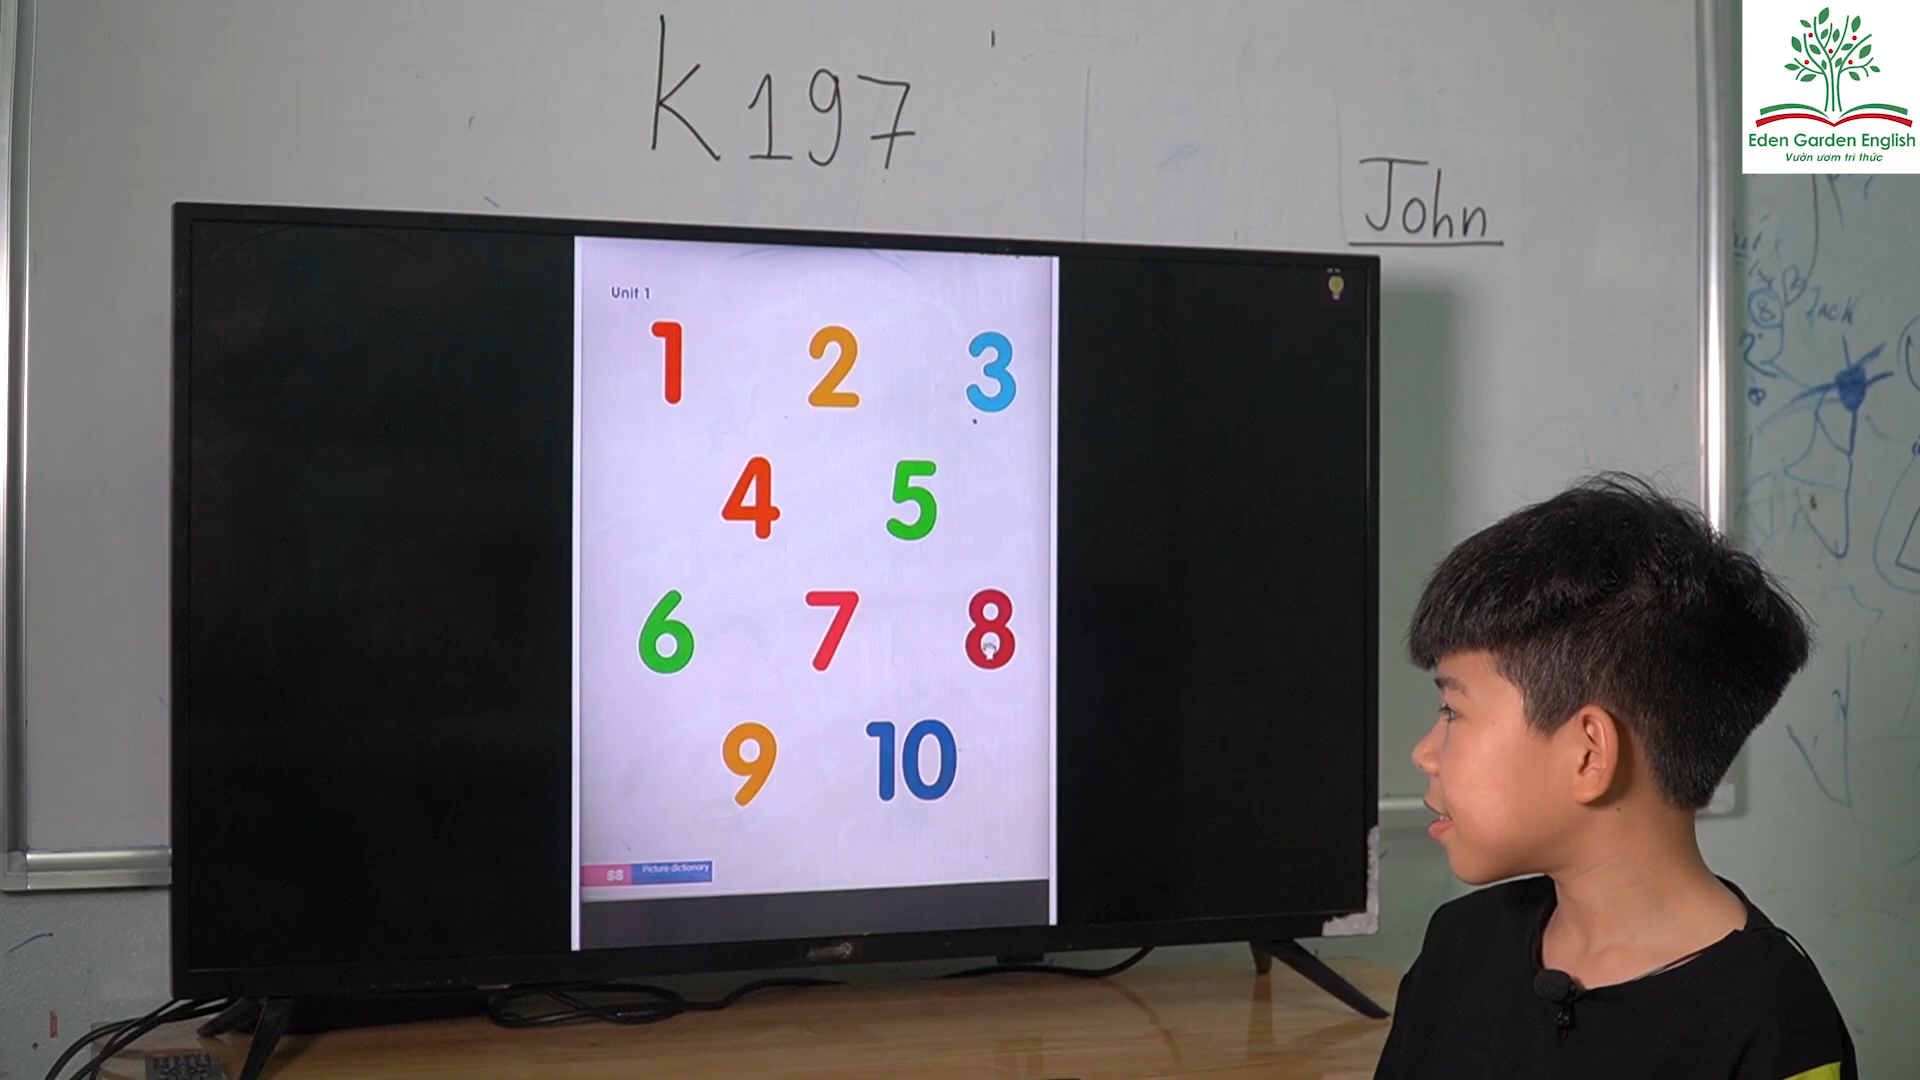 K197
John
Eden Garden English
Vườn ươm tri thức
Unit 1
1 2 3
4 5
6 7 8
9 10
88 Picture dictionary
Jack